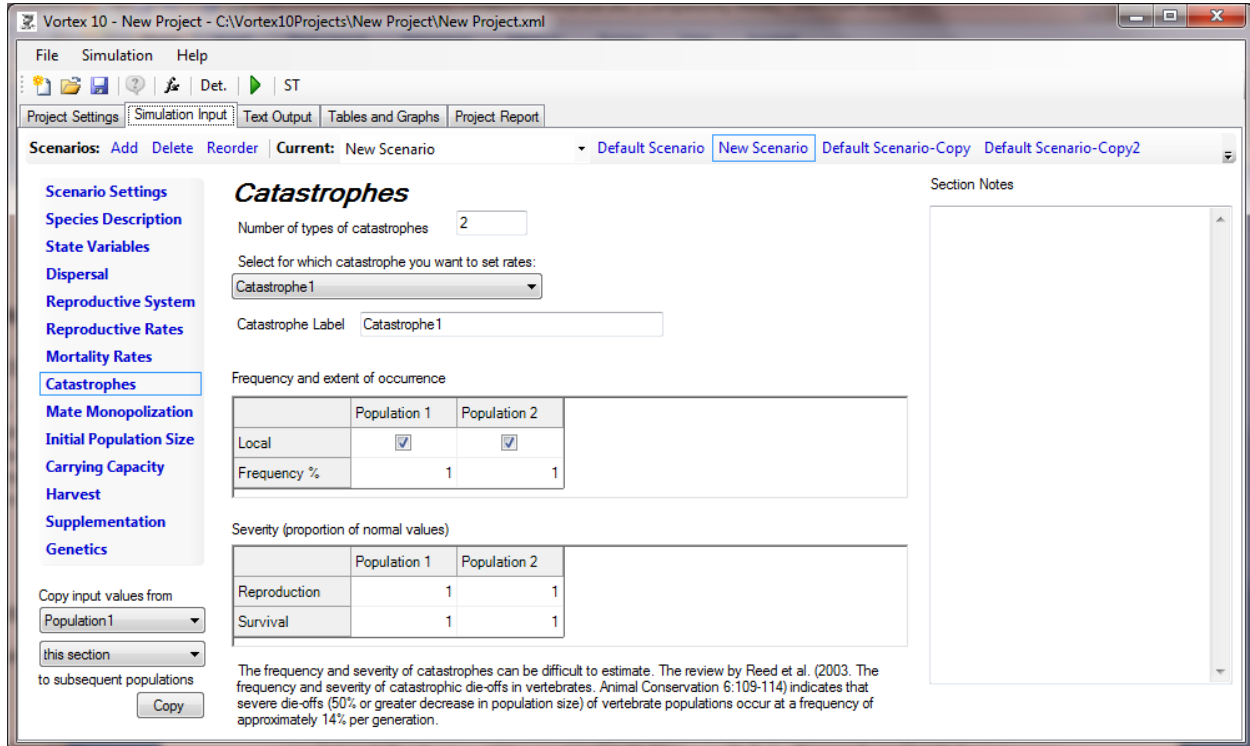 Vortex 10 - New Project - C:\Vortex10Projects\New Project\New Project.xml
File Simulation Help
fx Det. ST
Project Settings Simulation Input Text Output Tables and Graphs Project Report
Scenarios: Add Delete Reorder Current: New Scenario Default Scenario New Scenario Default Scenario-Copy Default Scenario-Copy2
Scenario Settings
Species Description
State Variables
Dispersal
Reproductive System
Reproductive Rates
Mortality Rates
Catastrophes
Mate Monopolization
Initial Population Size
Carrying Capacity
Harvest
Supplementation
Genetics
Copy input values from
Population1
this section
to subsequent populations
Copy
Catastrophes
Number of types of catastrophes 2
Select for which catastrophe you want to set rates:
Catastrophe1
Catastrophe Label Catastrophe1
Frequency and extent of occurrence
Population 1 Population 2
Local
Frequency % 1 1
Severity (proportion of normal values)
Population 1 Population 2
Reproduction 1 1
Survival 1 1
The frequency and severity of catastrophes can be difficult to estimate. The review by Reed et al. (2003. The
frequency and severity of catastrophic die-offs in vertebrates. Animal Conservation 6:109-114) indicates that
severe die-offs (50% or greater decrease in population size) of vertebrate populations occur at a frequency of
approximately 14% per generation.
Section Notes